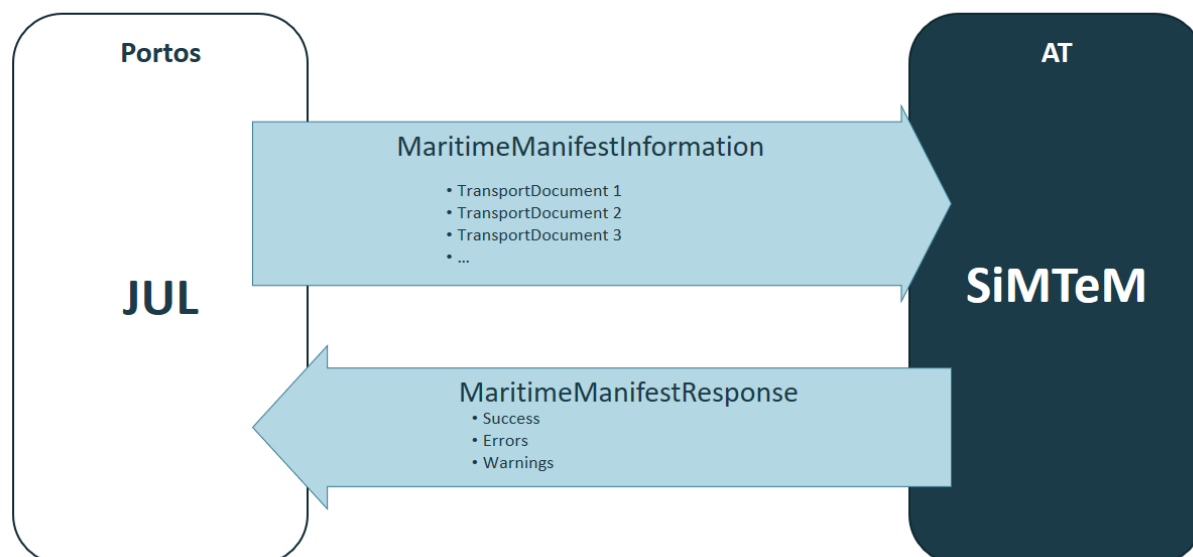 Portos
AT
MaritimeManifestInformation
• TransportDocument 1
• TransportDocument 2
• TransportDocument 3
• ...
JUL
SiMTeM
MaritimeManifestResponse
• Success
• Errors
• Warnings